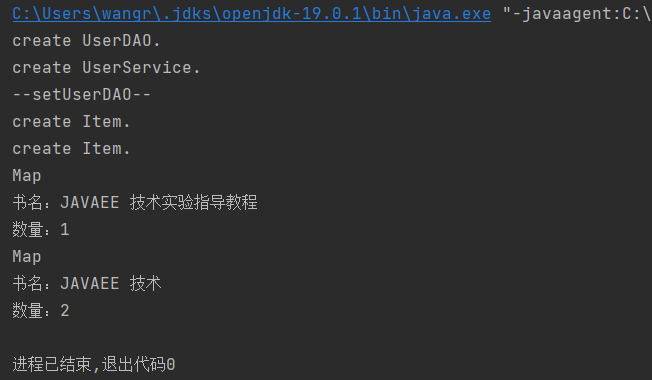 C:\Users\wangr\.jdks\openjdk-19.0.1\bin\java.exe "-javaagent:C:\
create UserDAO.
create UserService.
--setUserDAO--
create Item.
create Item.
Map
书名：JAVAEE 技术实验指导教程
数量：1
Map
书名：JAVAEE 技术
数量：2
进程已结束,退出代码0